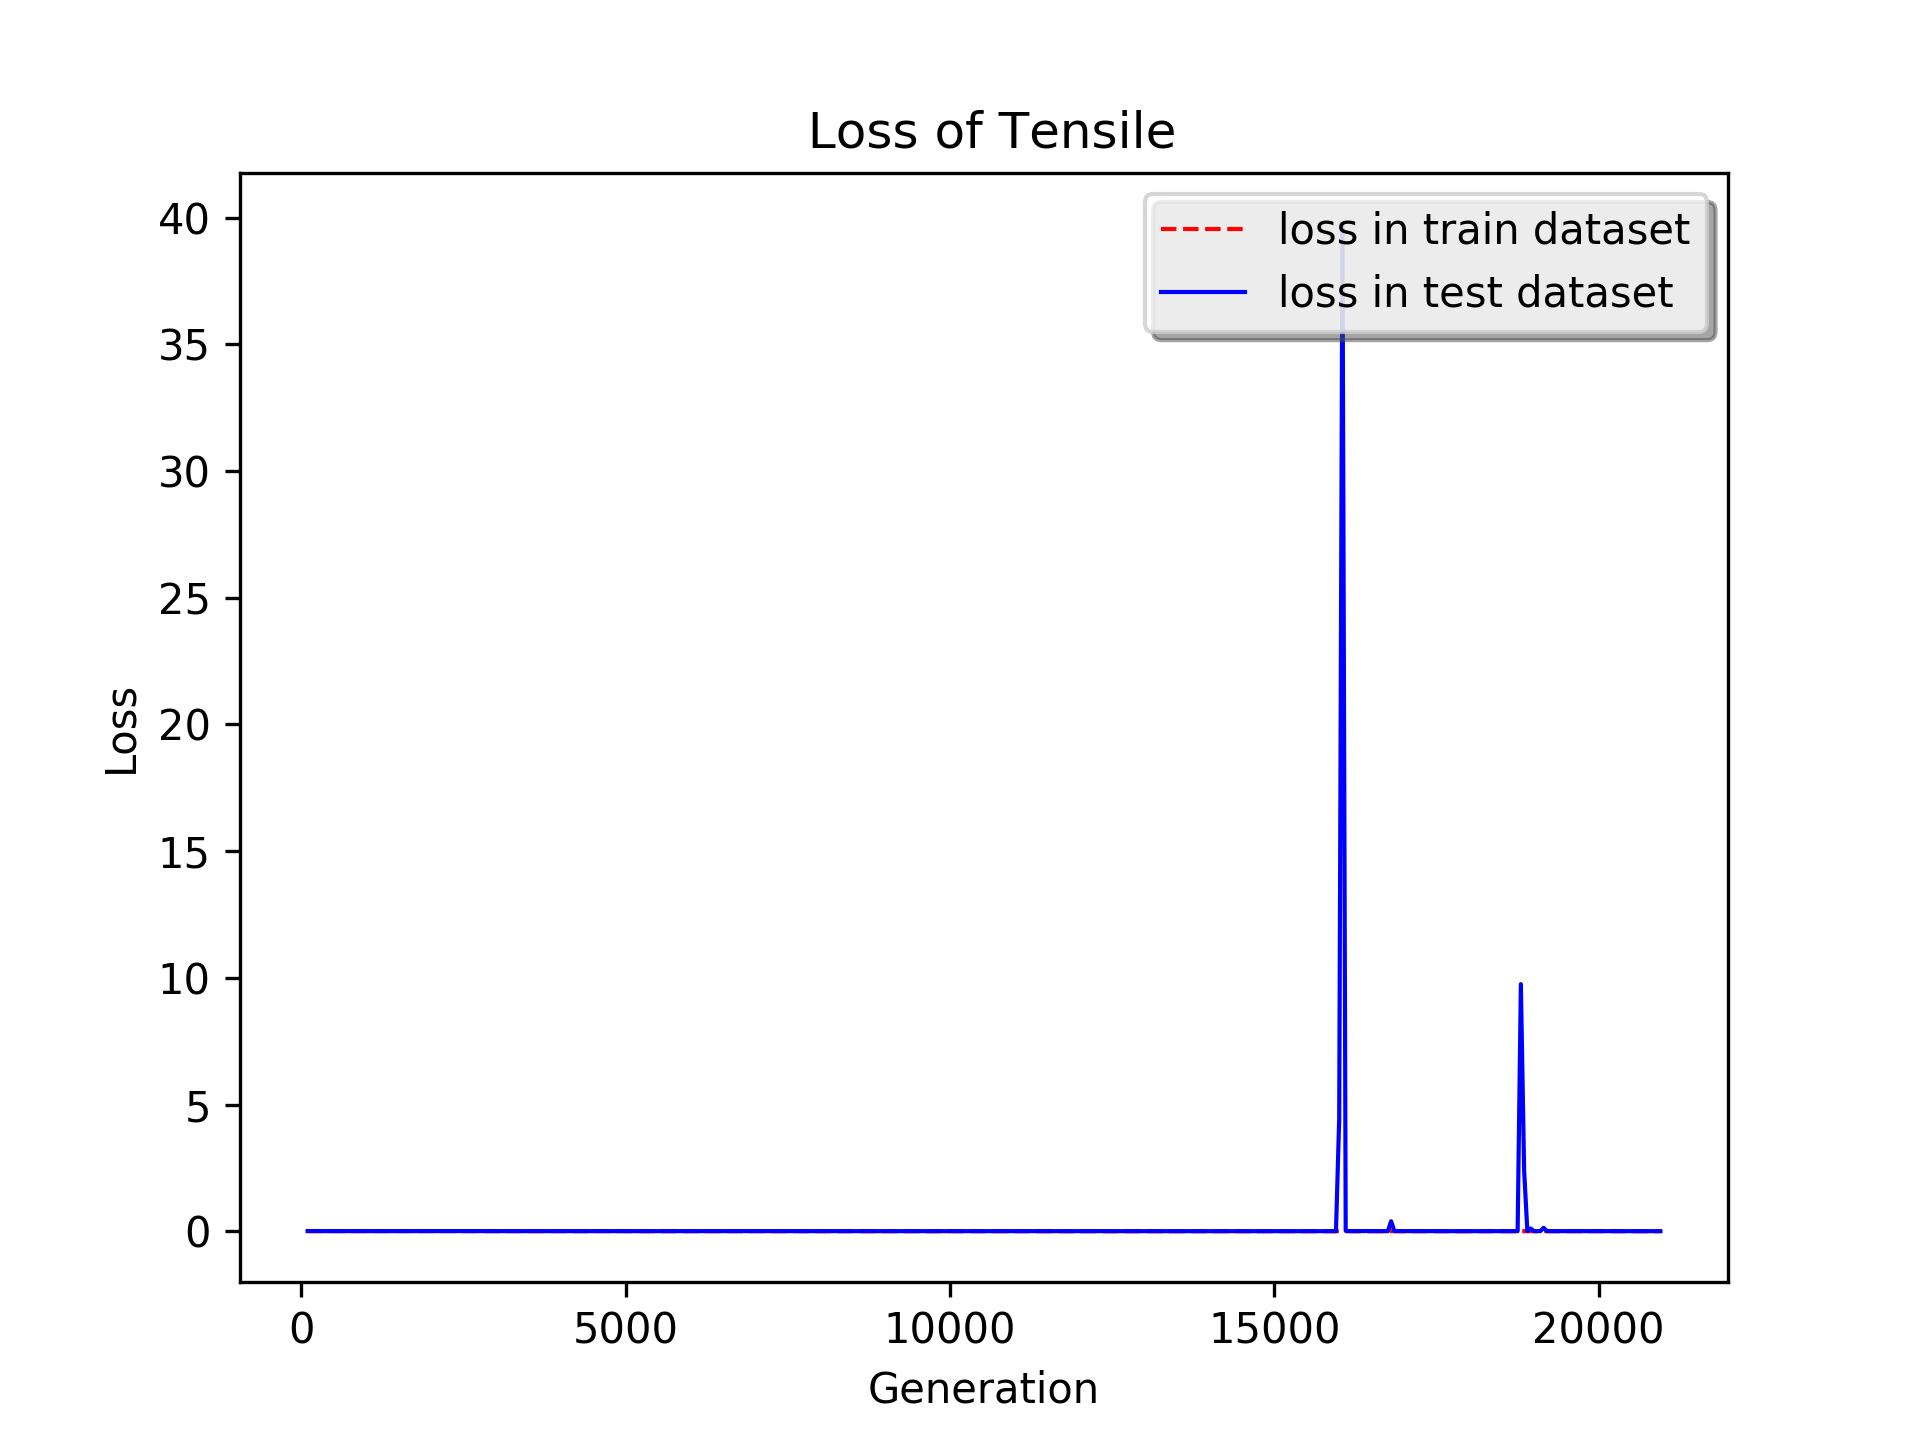 Loss of Tensile
loss in train dataset
loss in test dataset
40
35
30
25
20
15
10
5
0
Loss
0 5000 10000 15000 20000
Generation